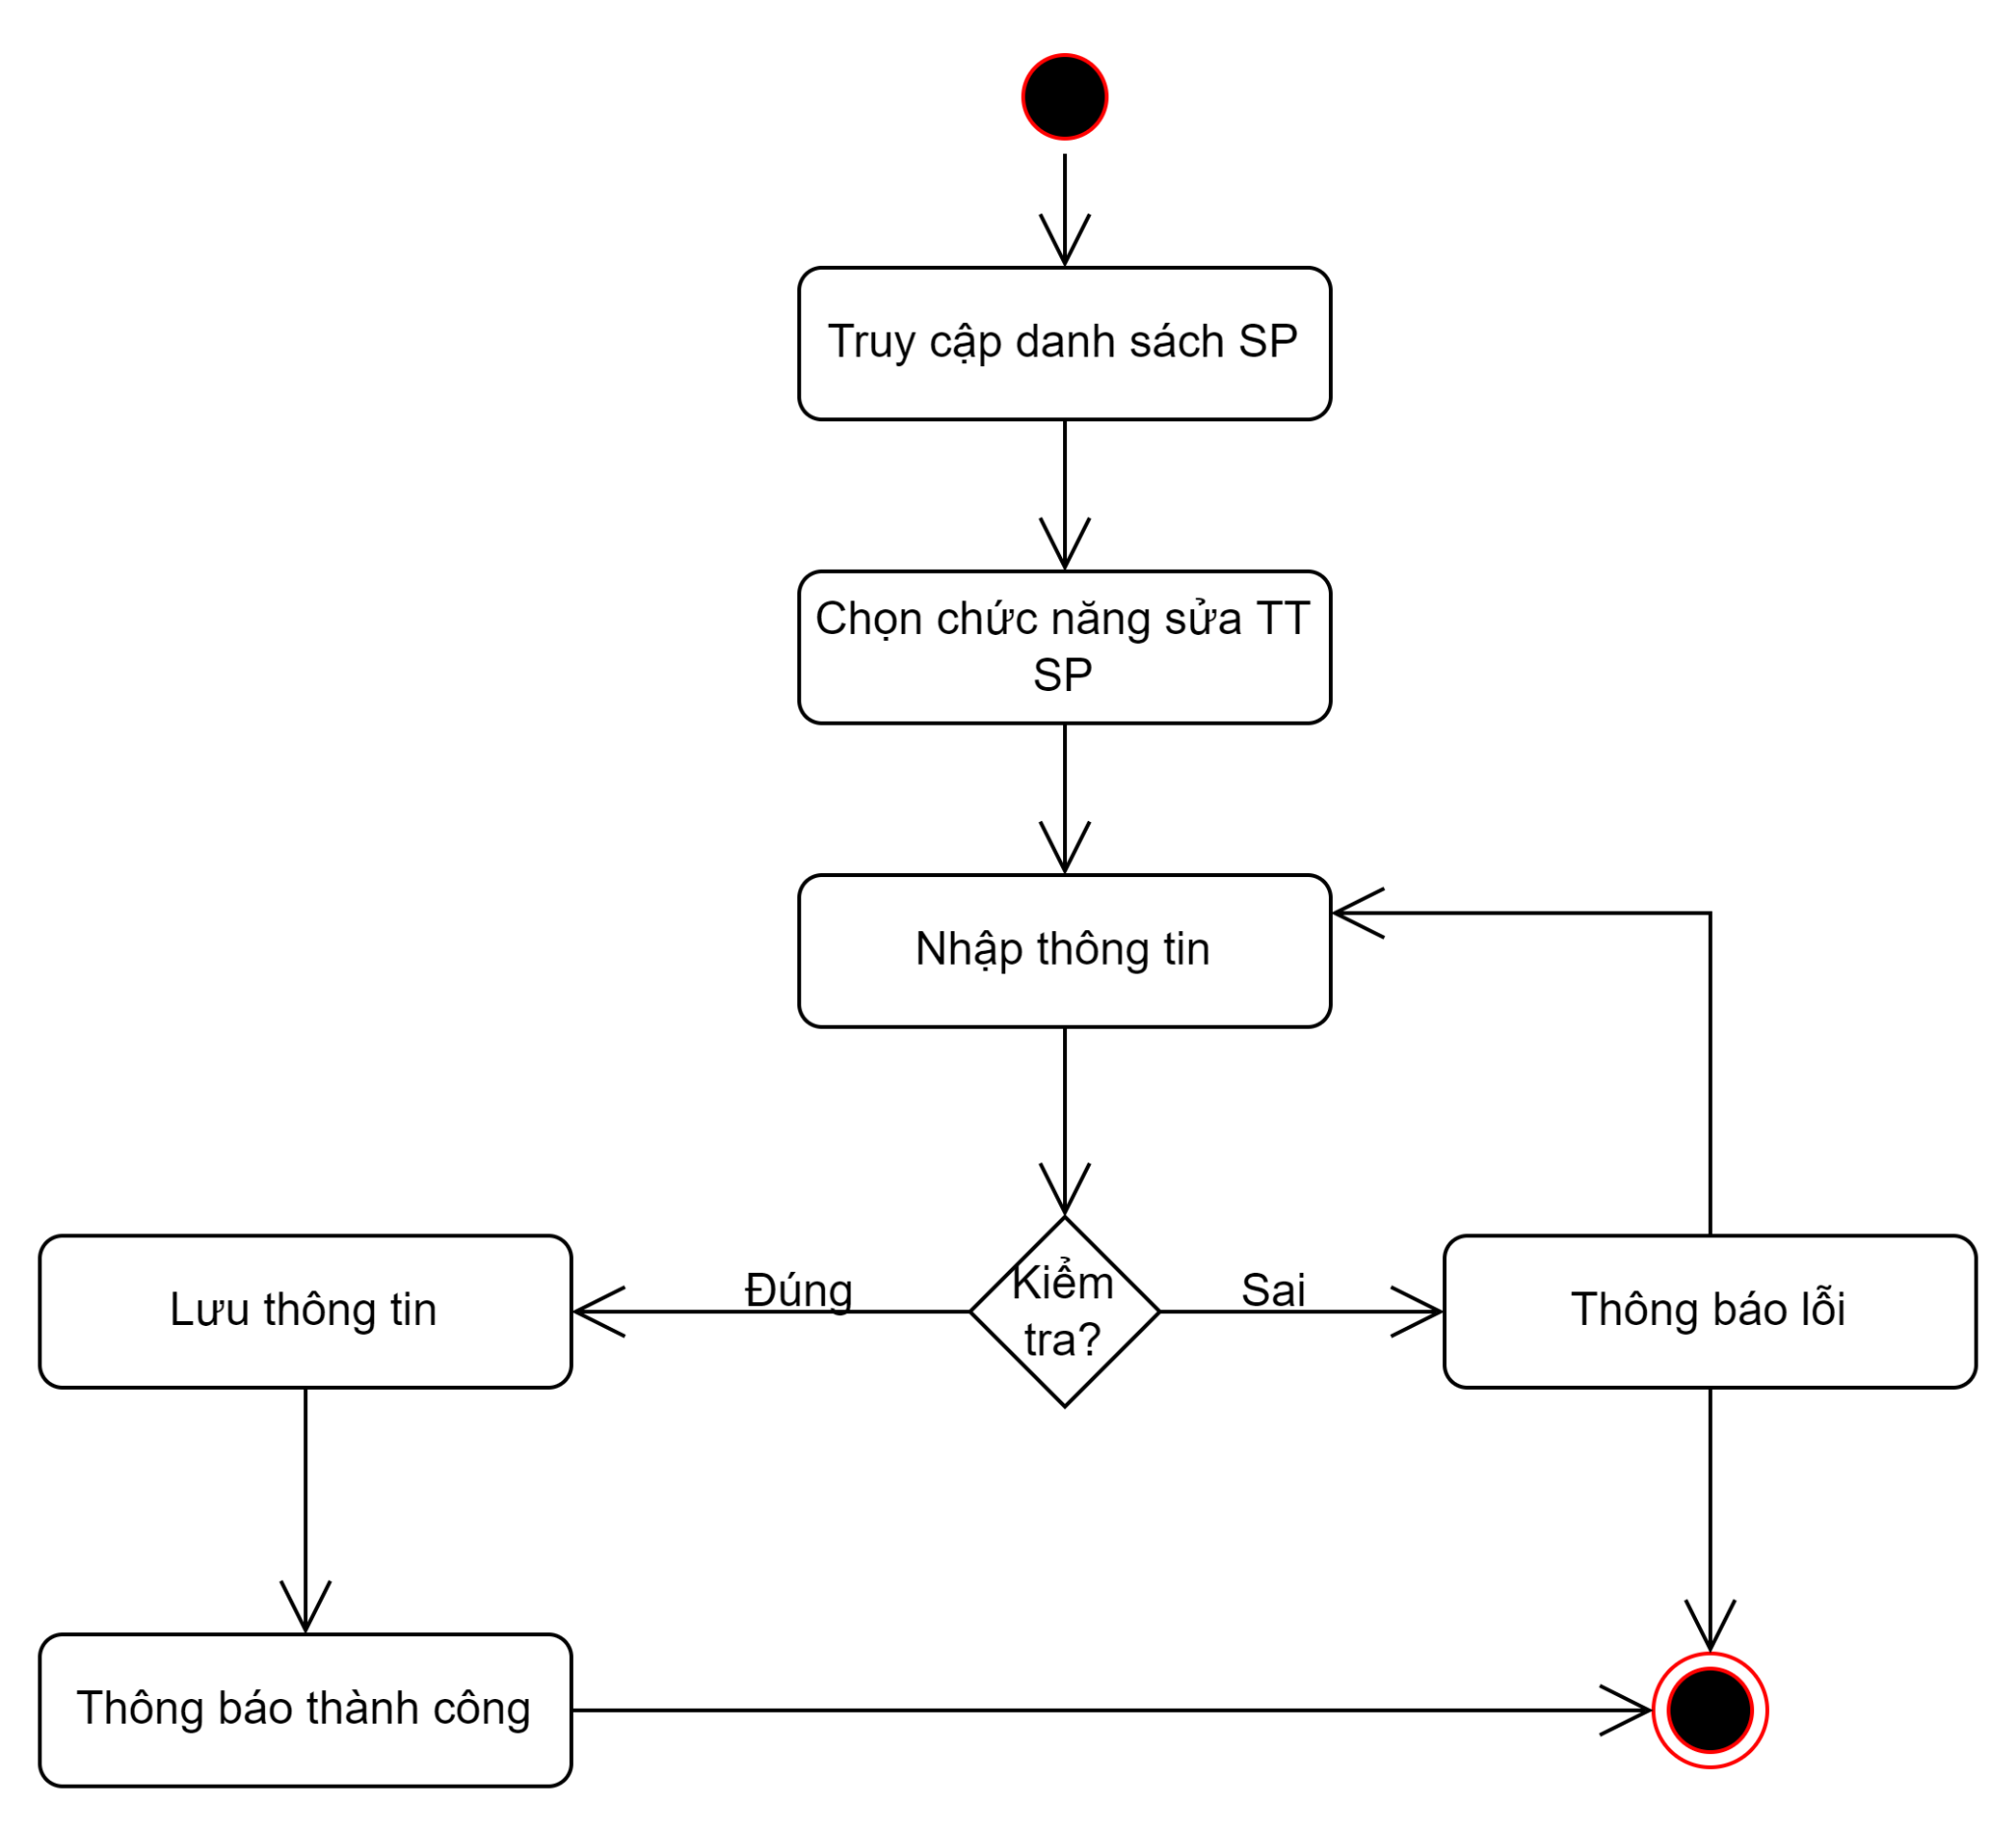 Truy cập danh sách SP
Chọn chức năng sửa TT
SP
Nhập thông tin
Lưu thông tin
Đúng
Kiểm
tra?
Sai
Thông báo lỗi
Thông báo thành công